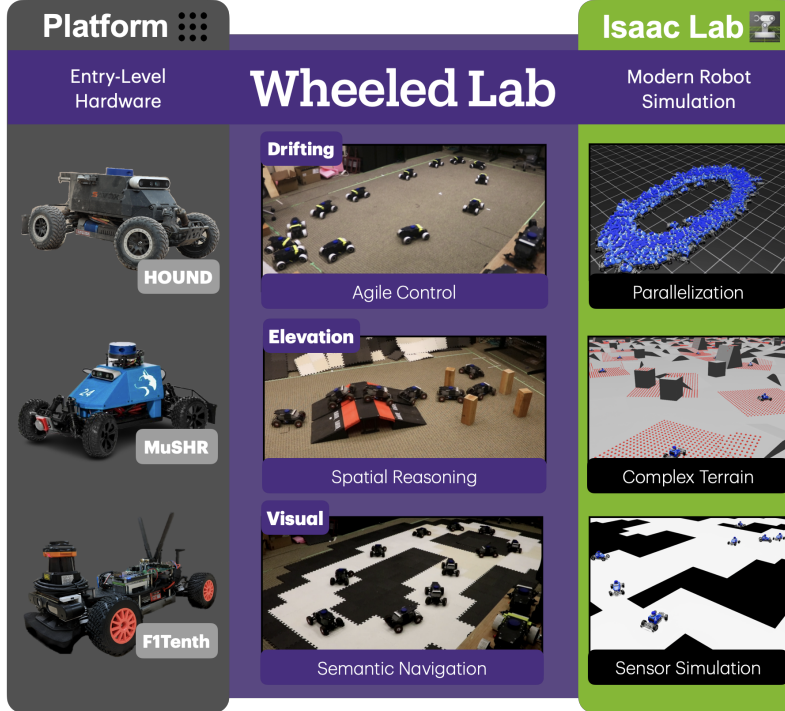 Platform
Isaac Lab
Entry-Level
Hardware
Wheeled Lab
Modern Robot
Simulation
Drifting
HOUND
Agile Control
Parallelization
Elevation
24
MuSHR
Spatial Reasoning
Complex Terrain
Visual
F1Tenth
Semantic Navigation
Sensor Simulation